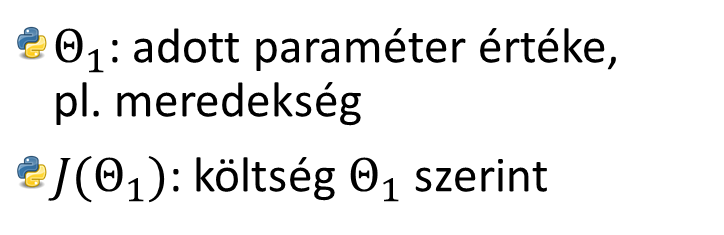 Θ₁: adott paraméter értéke,
pl. meredekség
J(Θ₁): költség Θ₁ szerint